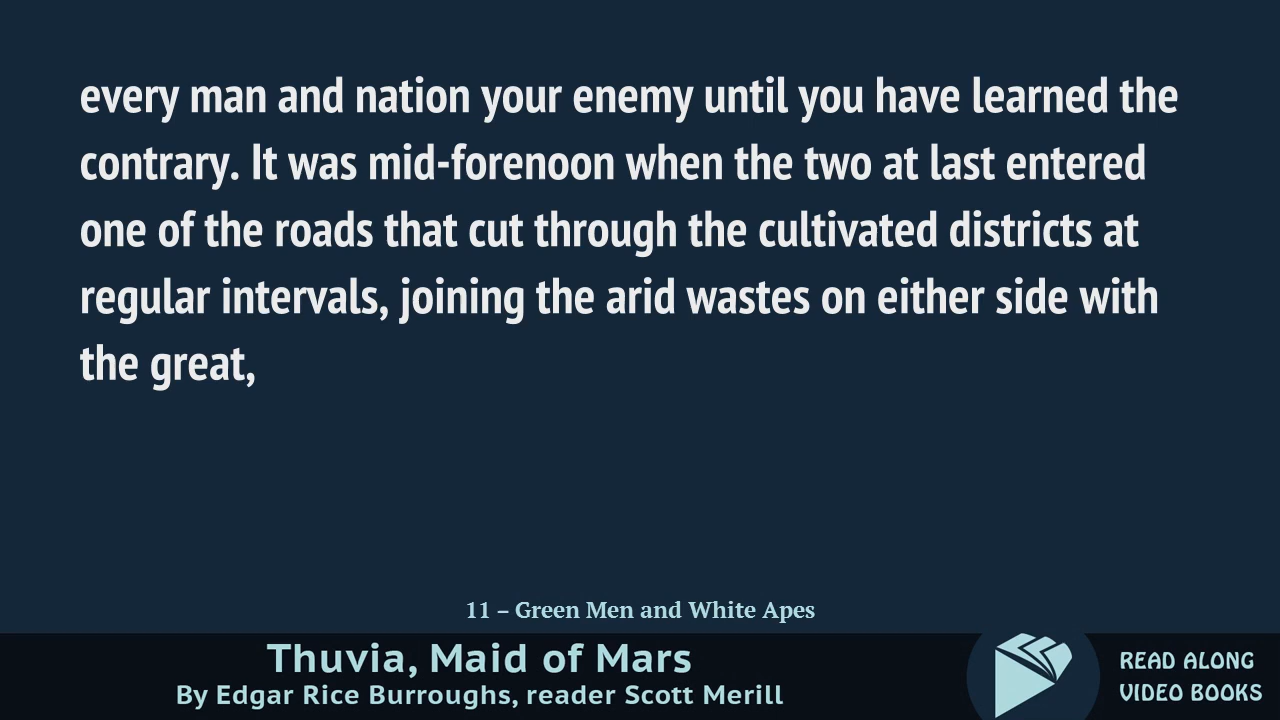 every man and nation your enemy until you have learned the
contrary. It was mid-forenoon when the two at last entered
one of the roads that cut through the cultivated districts at
regular intervals, joining the arid wastes on either side with
the great,
11 – Green Men and White Apes
Thuvia, Maid of Mars
By Edgar Rice Burroughs, reader Scott Merill
READ ALONG
VIDEO BOOKS